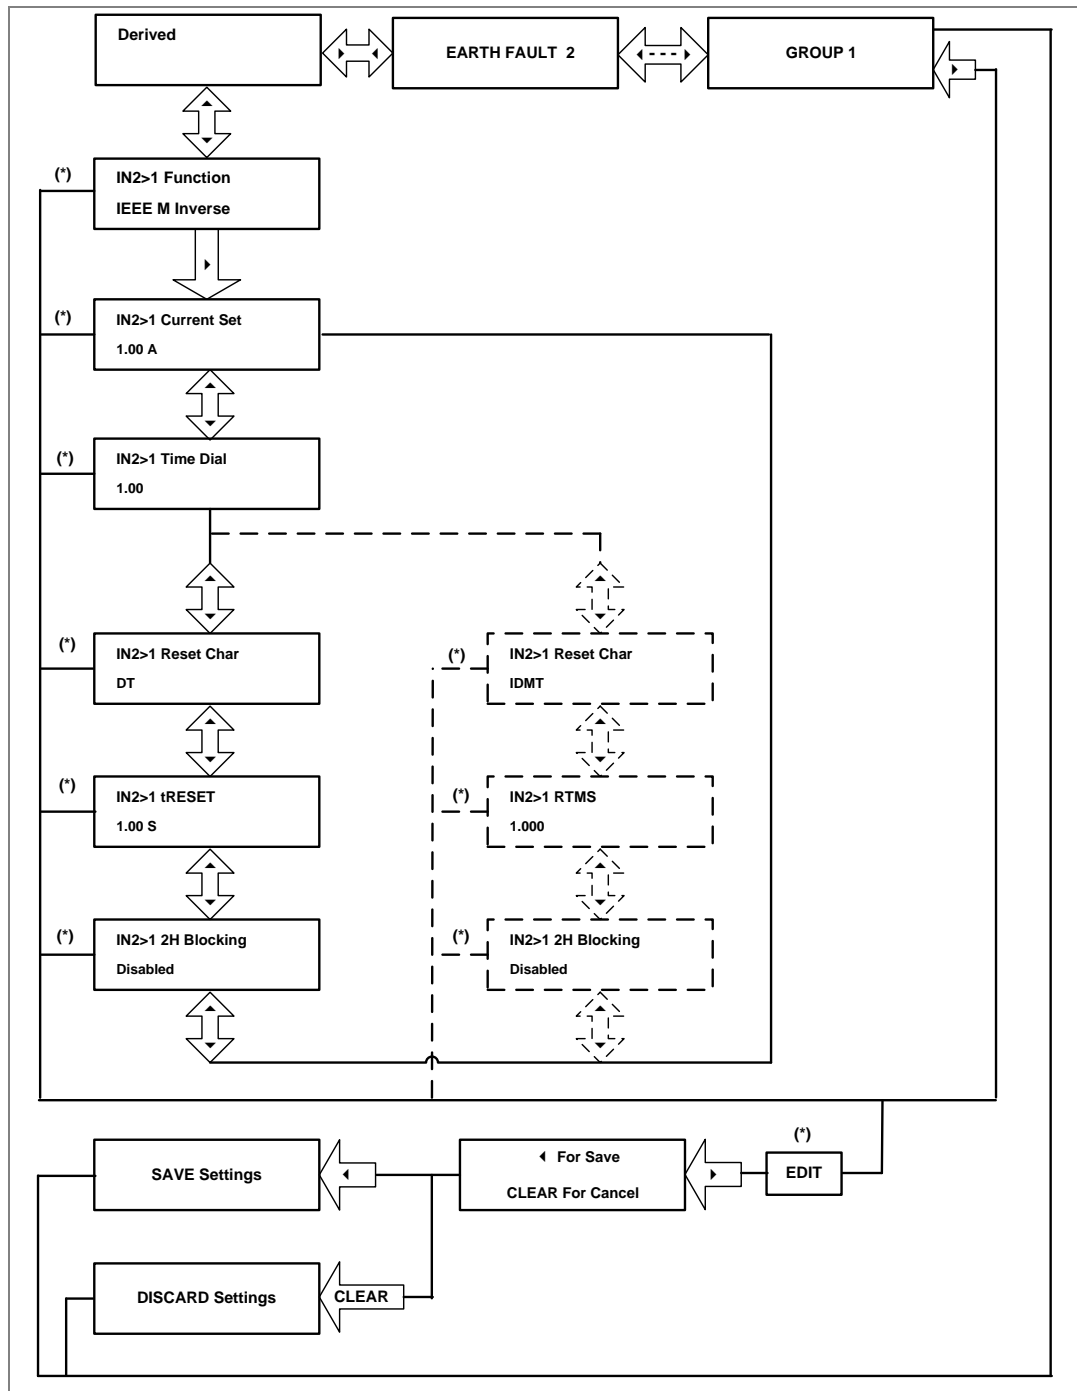 Derived
EARTH FAULT 2
GROUP 1
(*)
IN2>1 Function
IEEE M Inverse
(*)
IN2>1 Current Set
1.00 A
(*)
IN2>1 Time Dial
1.00
(*)
IN2>1 Reset Char
DT
(*)
IN2>1 Reset Char
IDMT
(*)
IN2>1 tRESET
1.00 S
(*)
IN2>1 RTMS
1.000
(*)
IN2>1 2H Blocking
Disabled
(*)
IN2>1 2H Blocking
Disabled
SAVE Settings
For Save
CLEAR For Cancel
(*)
EDIT
DISCARD Settings
CLEAR